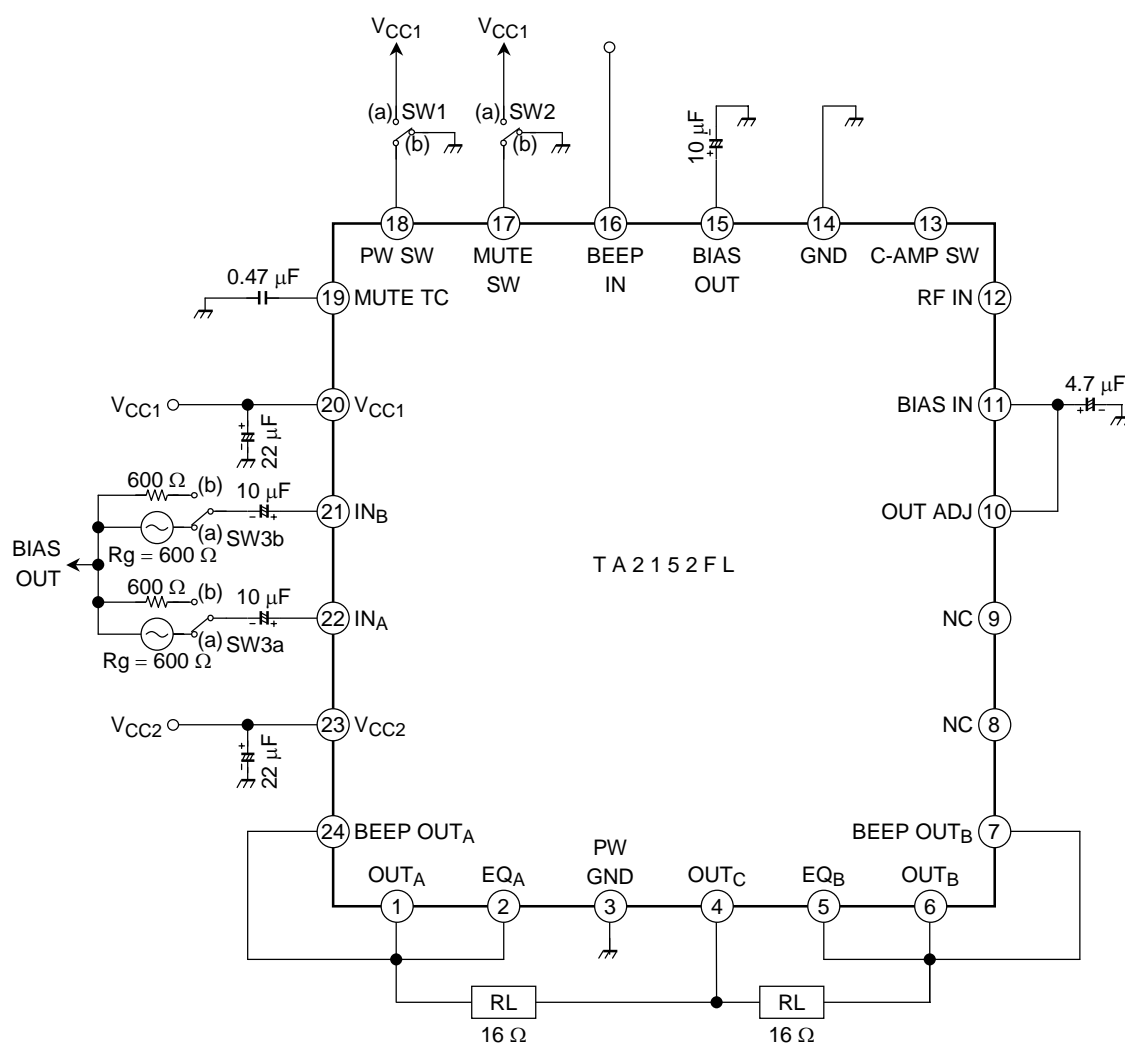 VCC1
VCC1
(a) SW1
(b)
(a) SW2
(b)
+ -
10 μF
18
17
16
15
14
13
PW SW
MUTE
SW
BEEP
IN
BIAS
OUT
GND
C-AMP SW
0.47 μF
19
MUTE TC
RF IN
12
VCC1
20
VCC1
+
-
22 μF
BIAS IN
11
4.7 μF
+ -
600 Ω
(b)
10 μF
- +
21
INB
(a)
SW3b
Rg = 600 Ω
OUT ADJ
10
BIAS
OUT
TA2152FL
600 Ω
(b)
10 μF
- +
22
INA
(a)
SW3a
Rg = 600 Ω
NC
9
VCC2
23
VCC2
+
-
22 μF
NC
8
24
BEEP OUTA
BEEP OUTB
7
OUTA
EQA
PW
GND
OUTC
EQB
OUTB
1
2
3
4
5
6
RL
16 Ω
RL
16 Ω